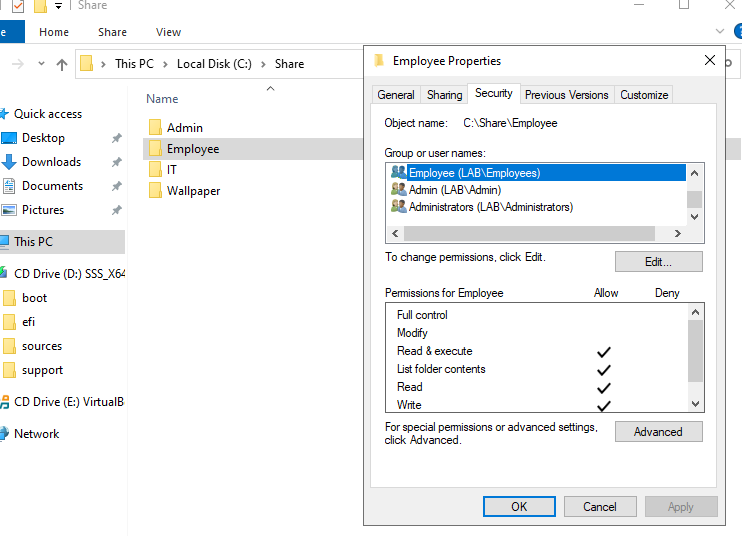 Share
e
Home
Share
View
This PC
Local Disk (C:)
Share
Quick access
Desktop
Downloads
Documents
Pictures
This PC
CD Drive (D:) SSS_X64
boot
efi
sources
support
CD Drive (E:) VirtualB
Network
Name
Admin
Employee
IT
Wallpaper
Employee Properties
General
Sharing
Security
Previous Versions
Customize
Object name: C:\Share\Employee
Group or user names:
Employee (LAB\Employees)
Admin (LAB\Admin)
Administrators (LAB\Administrators)
To change permissions, click Edit.
Edit...
Permissions for Employee Allow Deny
Full control
Modify
Read & execute
List folder contents
Read
Write
For special permissions or advanced settings,
click Advanced.
Advanced
OK
Cancel
Apply